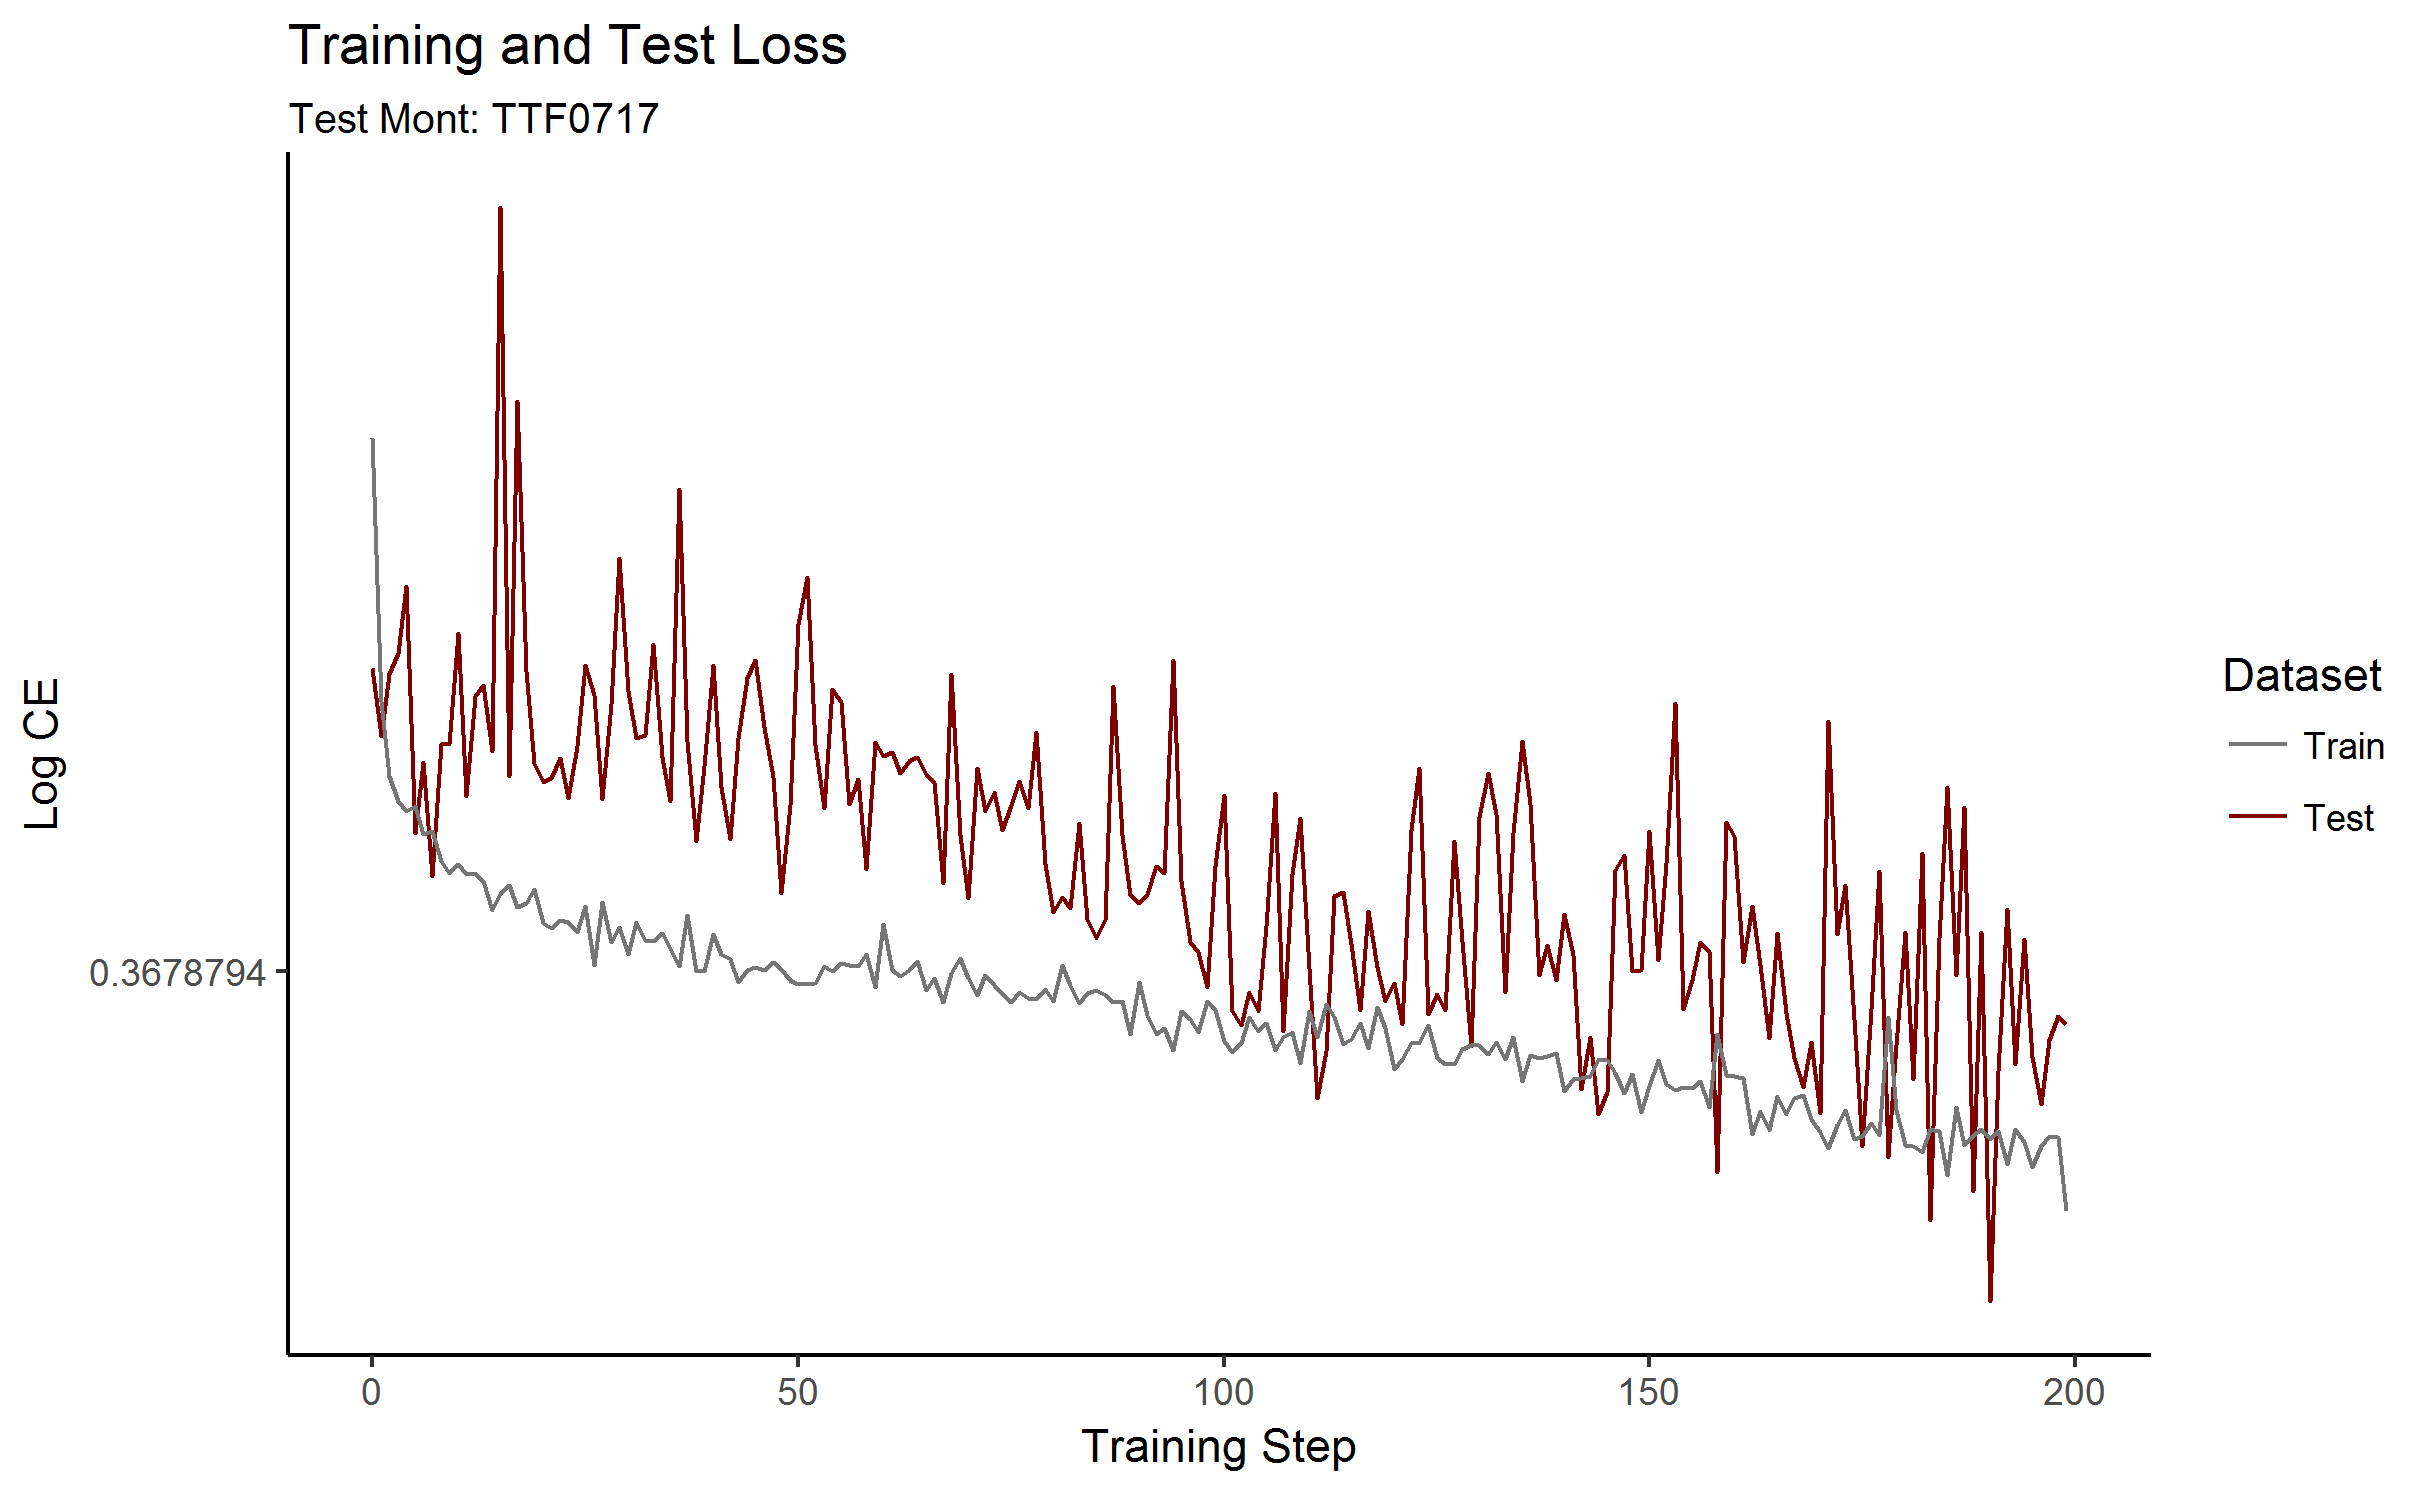 Training and Test Loss
Test Mont: TTF0717
Log CE
0.3678794
0
50
100
150
200
Training Step
Dataset
Train
Test